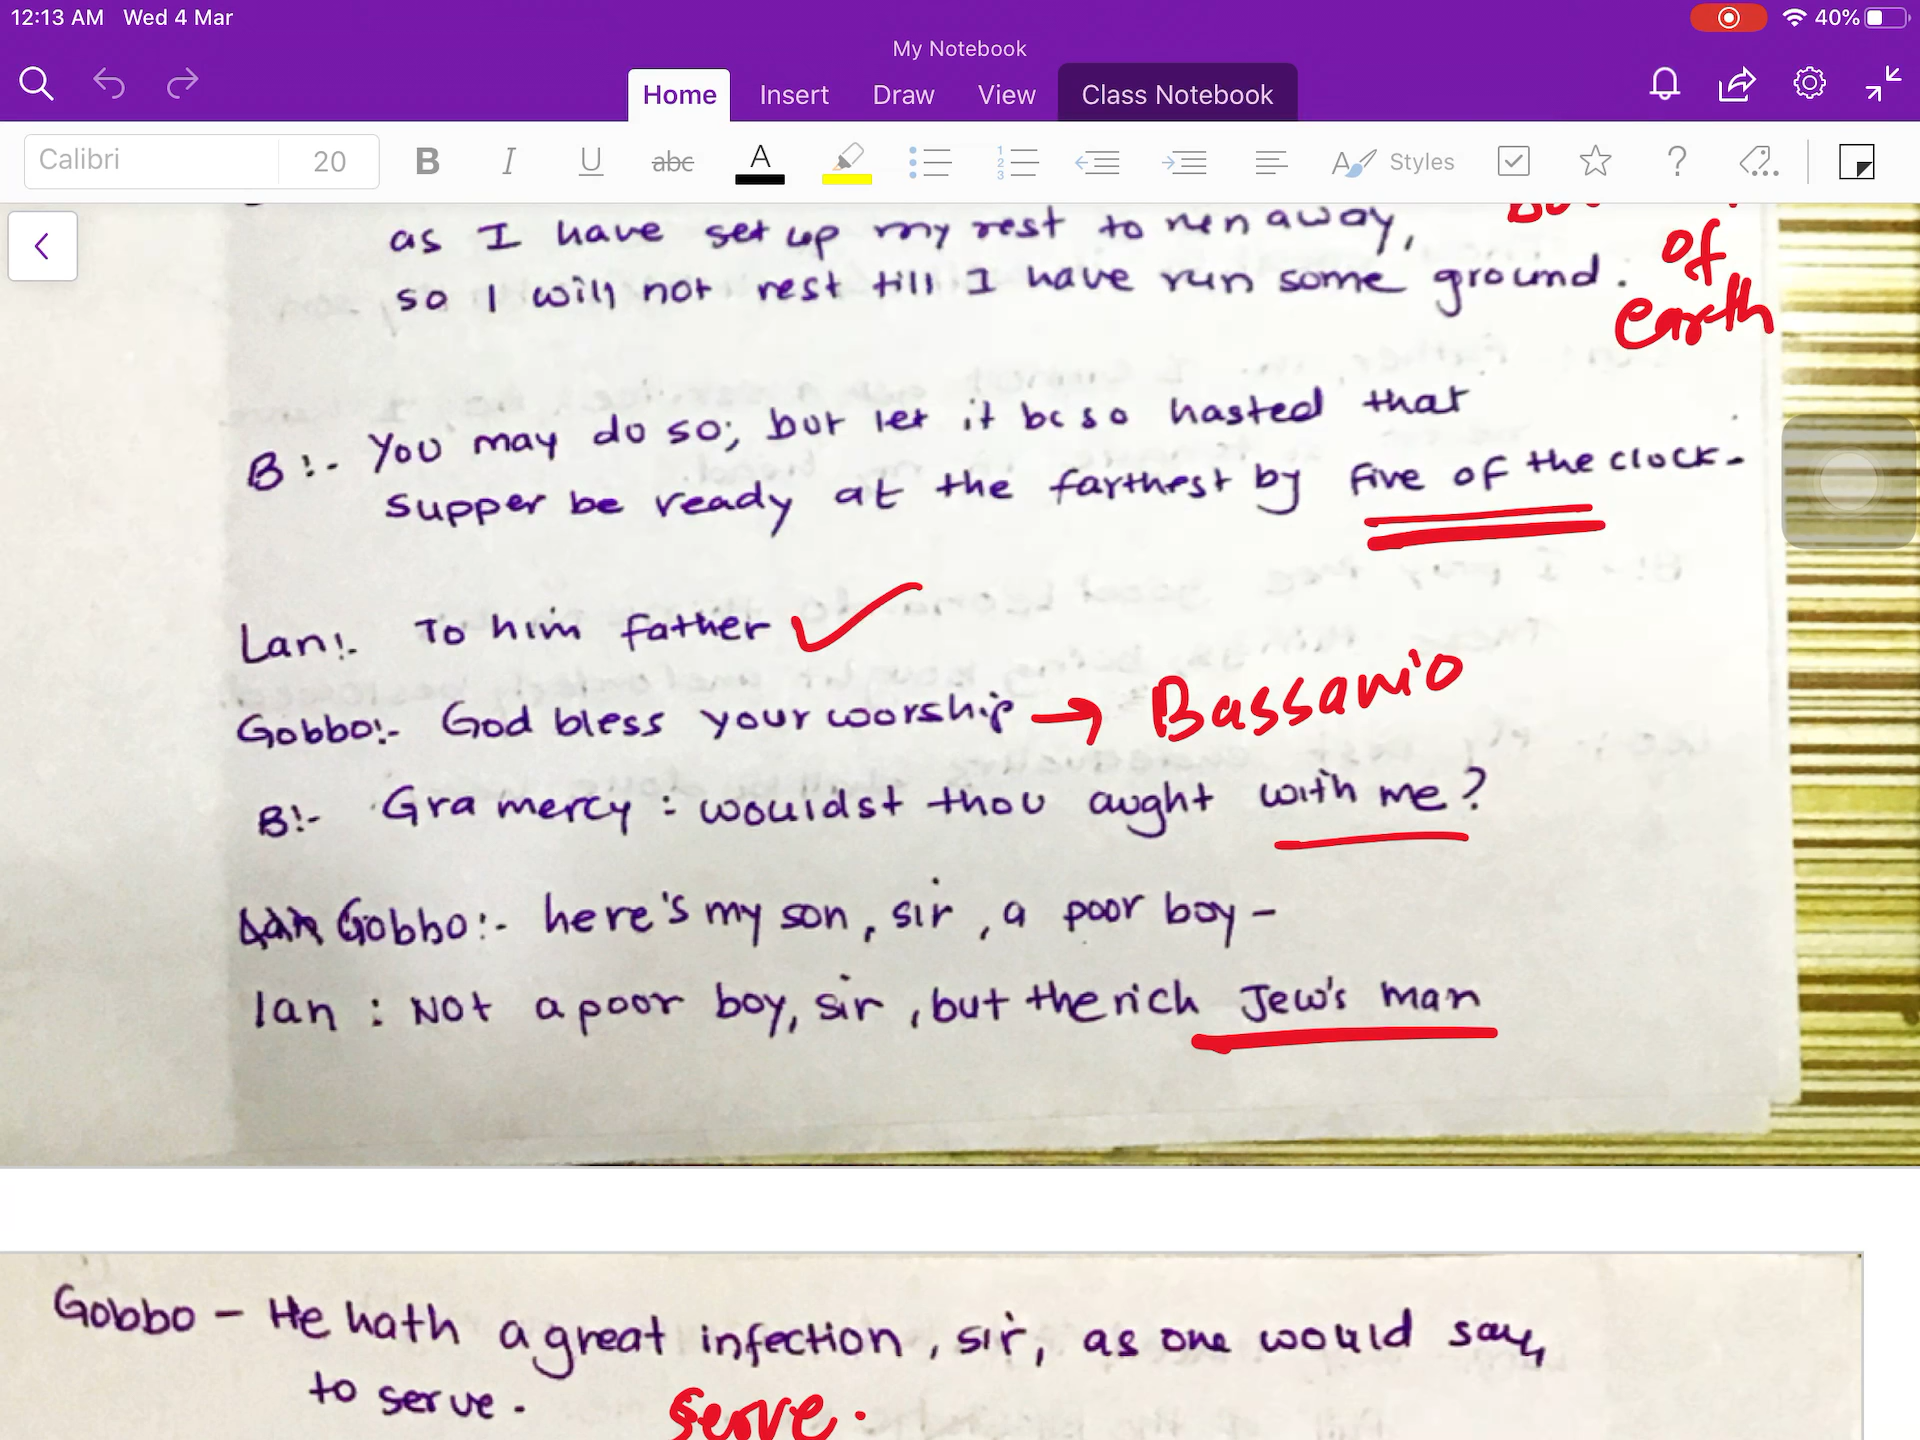 12:13 AM Wed 4 Mar
40%
My Notebook
Home Insert Draw View Class Notebook
Calibri 20 B I U abc A Styles ?
as I have set up my rest to run away,
of
so I will not rest till I have run some ground.
earth
B:- You may do so; but let it be so hasted that
supper be ready at the farthest by five of the clock-
Lan:- To him father
Gobbo:- God bless your worship → Bassanio
B:- Gra mercy : wouldst thou aught with me?
Gobbo:- here's my son, sir, a poor boy -
lan : Not a poor boy, sir, but the rich Jew's man
Gobbo - He hath a great infection, sir, as one would say,
to serve.
serve.